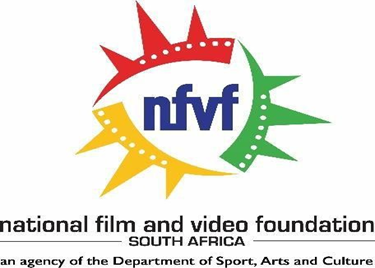 nfvf
national film and video foundation
SOUTH AFRICA
an agency of the Department of Sport, Arts and Culture